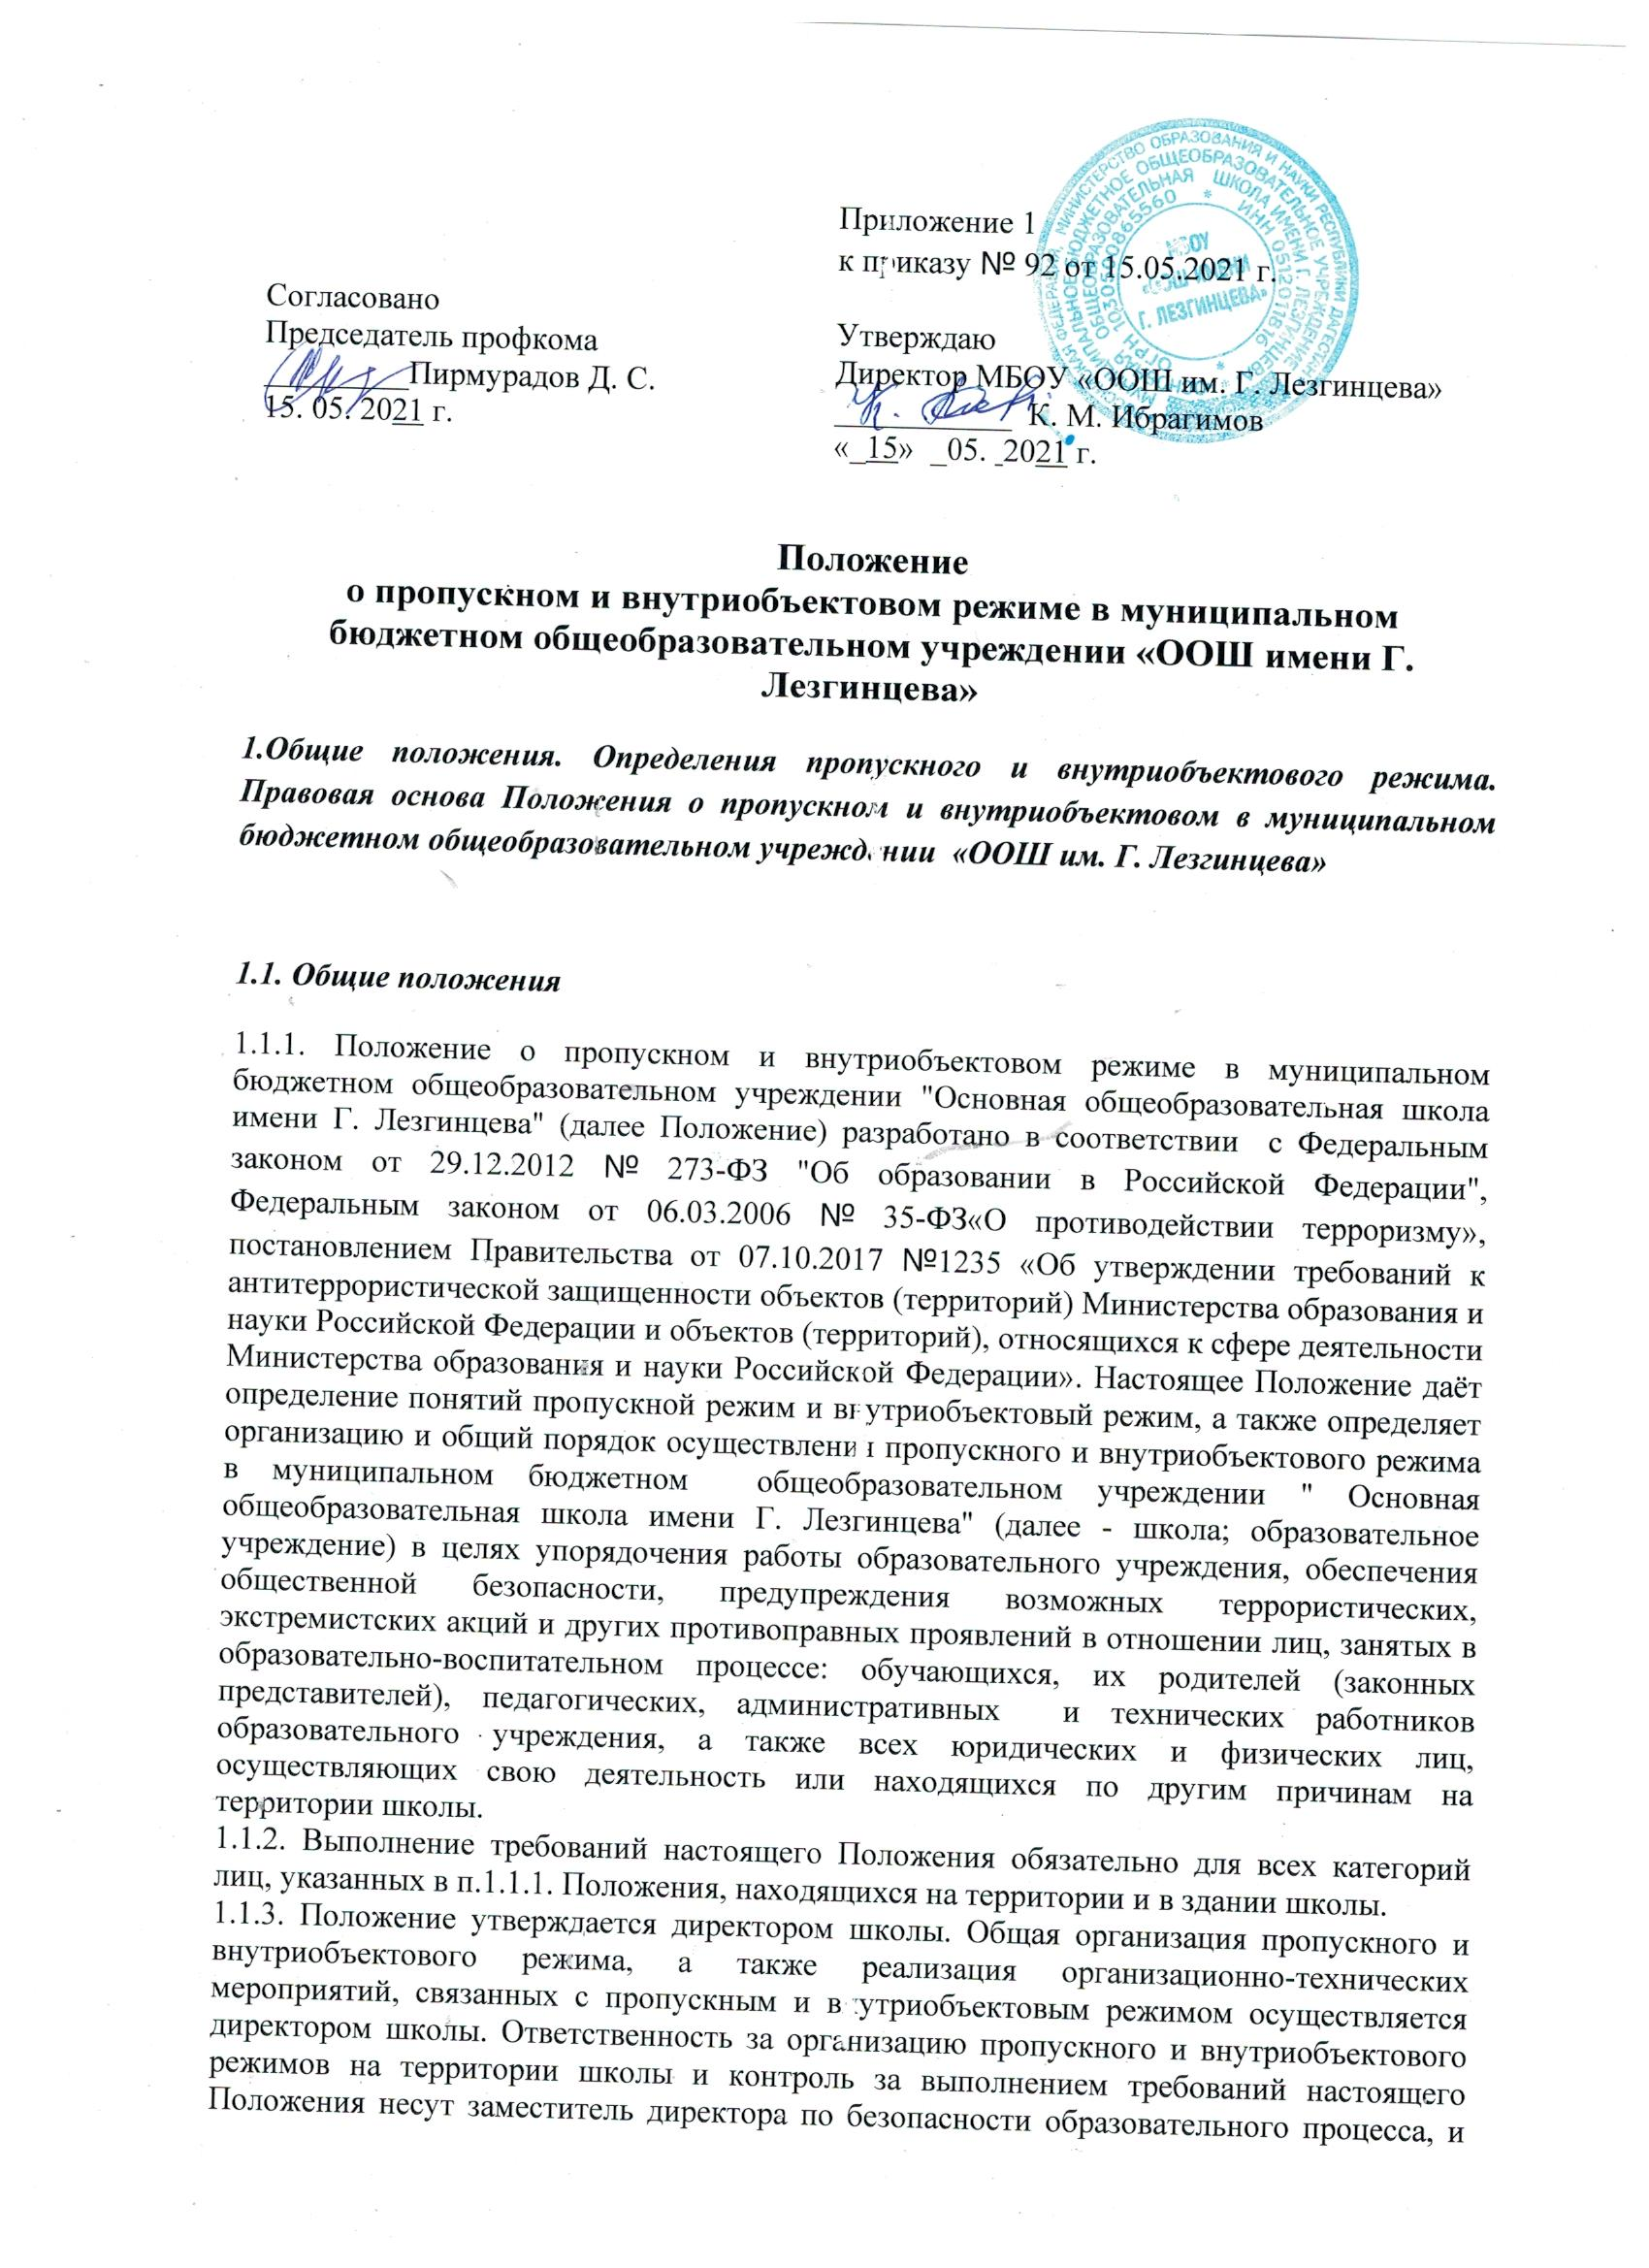 Приложение 1
к приказу № 92 от 15.05.2021 г.
Согласовано
Председатель профкома
_________Пирмурадов Д. С.
15. 05. 2021 г.
Утверждаю
Директор МБОУ «ООШ им. Г. Лезгинцева»
___________ К. М. Ибрагимов
«_15» _05. _2021 г.
МБОУ
«ООШ ИМЕНИ
Г. ЛЕЗГИНЦЕВА»
Положение
о пропускном и внутриобъектовом режиме в муниципальном
бюджетном общеобразовательном учреждении «ООШ имени Г.
Лезгинцева»
1.Общие положения. Определения пропускного и внутриобъектового режима.
Правовая основа Положения о пропускном и внутриобъектовом в муниципальном
бюджетном общеобразовательном учреждении «ООШ им. Г. Лезгинцева»
1.1. Общие положения
1.1.1. Положение о пропускном и внутриобъектовом режиме в муниципальном
бюджетном общеобразовательном учреждении "Основная общеобразовательная школа
имени Г. Лезгинцева" (далее Положение) разработано в соответствии с Федеральным
законом от 29.12.2012 № 273-ФЗ "Об образовании в Российской Федерации",
Федеральным законом от 06.03.2006 № 35-ФЗ«О противодействии терроризму»,
постановлением Правительства от 07.10.2017 №1235 «Об утверждении требований к
антитеррористической защищенности объектов (территорий) Министерства образования и
науки Российской Федерации и объектов (территорий), относящихся к сфере деятельности
Министерства образования и науки Российской Федерации». Настоящее Положение даёт
определение понятий пропускной режим и внутриобъектовый режим, а также определяет
организацию и общий порядок осуществления пропускного и внутриобъектового режима
в муниципальном бюджетном общеобразовательном учреждении " Основная
общеобразовательная школа имени Г. Лезгинцева" (далее - школа; образовательное
учреждение) в целях упорядочения работы образовательного учреждения, обеспечения
общественной безопасности, предупреждения возможных террористических,
экстремистских акций и других противоправных проявлений в отношении лиц, занятых в
образовательно-воспитательном процессе: обучающихся, их родителей (законных
представителей), педагогических, административных и технических работников
образовательного учреждения, а также всех юридических и физических лиц,
осуществляющих свою деятельность или находящихся по другим причинам на
территории школы.
1.1.2. Выполнение требований настоящего Положения обязательно для всех категорий
лиц, указанных в п.1.1.1. Положения, находящихся на территории и в здании школы.
1.1.3. Положение утверждается директором школы. Общая организация пропускного и
внутриобъектового режима, а также реализация организационно-технических
мероприятий, связанных с пропускным и внутриобъектовым режимом осуществляется
директором школы. Ответственность за организацию пропускного и внутриобъектового
режимов на территории школы и контроль за выполнением требований настоящего
Положения несут заместитель директора по безопасности образовательного процесса, и